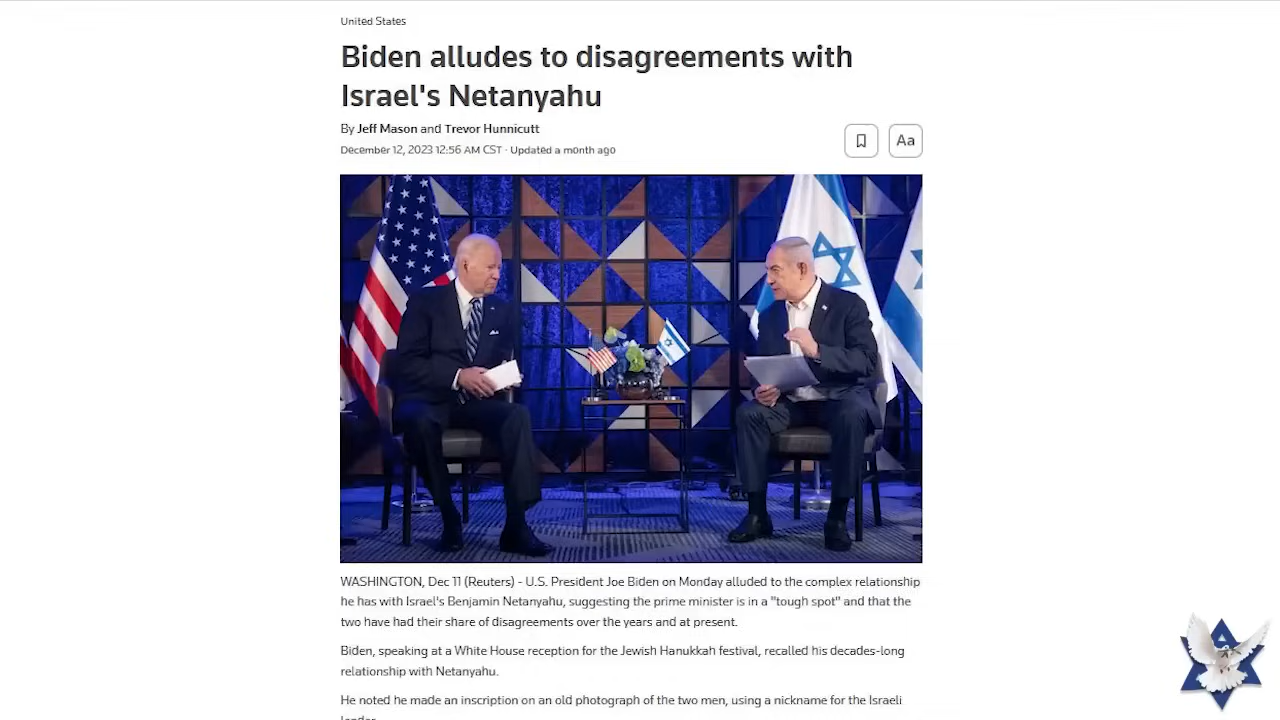 United States
Biden alludes to disagreements with
Israel's Netanyahu
By Jeff Mason and Trevor Hunnicutt
December 12, 2023 12:56 AM CST · Updated a month ago
Aa
WASHINGTON, Dec 11 (Reuters) - U.S. President Joe Biden on Monday alluded to the complex relationship
he has with Israel's Benjamin Netanyahu, suggesting the prime minister is in a "tough spot" and that the
two have had their share of disagreements over the years and at present.
Biden, speaking at a White House reception for the Jewish Hanukkah festival, recalled his decades-long
relationship with Netanyahu.
He noted he made an inscription on an old photograph of the two men, using a nickname for the Israeli